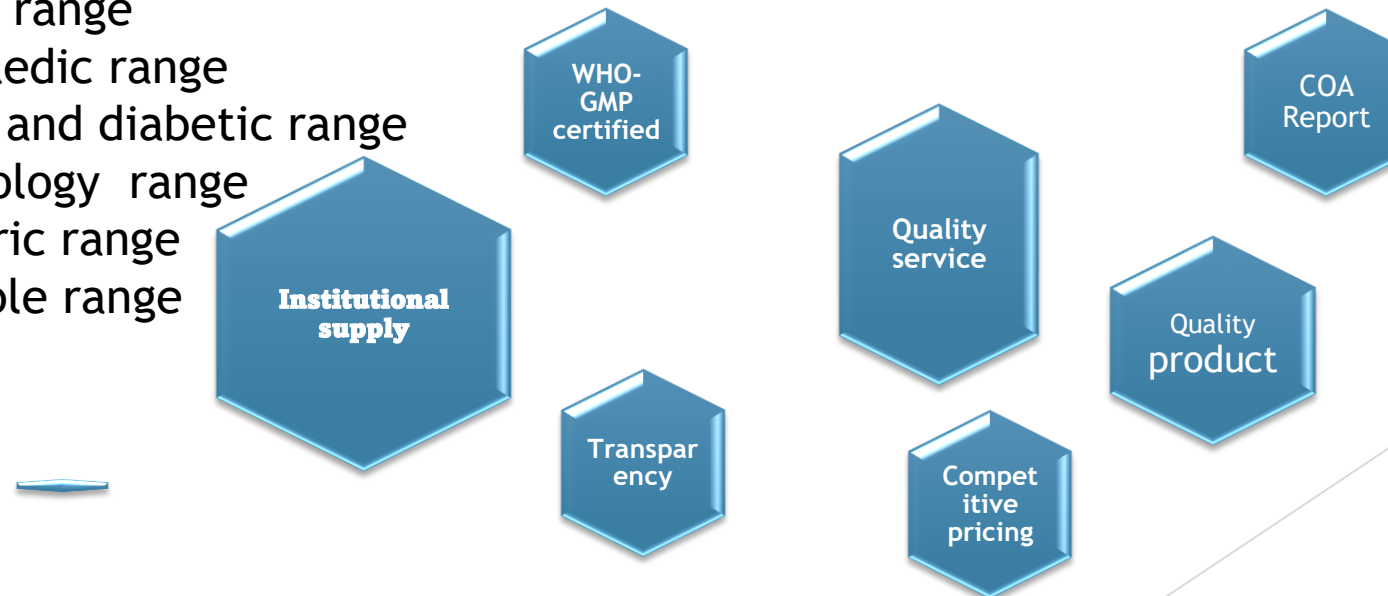 range
edic range
and diabetic range
ology range
ric range
ple range
WHO-
GMP
certified
COA
Report
Quality
service
Institutional
supply
Quality
product
Transpar
ency
Compet
itive
pricing